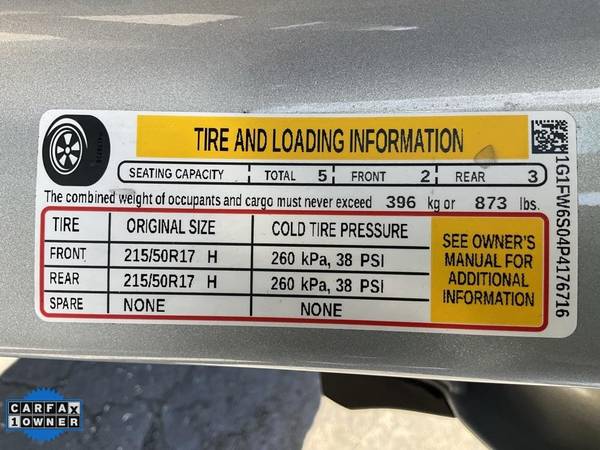 TIRE AND LOADING INFORMATION
SEATING CAPACITY TOTAL 5 FRONT 2 REAR 3
The combined weight of occupants and cargo must never exceed 396 kg or 873 lbs.
TIRE ORIGINAL SIZE COLD TIRE PRESSURE
FRONT 215/50R17 H 260 kPa, 38 PSI
REAR 215/50R17 H 260 kPa, 38 PSI
SPARE NONE NONE
SEE OWNER'S
MANUAL FOR
ADDITIONAL
INFORMATION
1G1FW6S04P4176716
CARFAX
1 OWNER